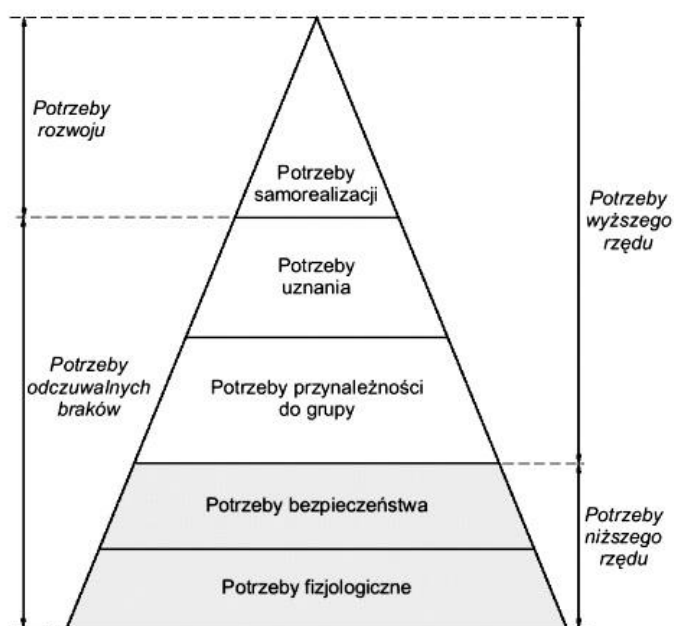 Potrzeby
rozwoju
Potrzeby
samorealizacji
Potrzeby
wyższego
rzędu
Potrzeby
uznania
Potrzeby
odczuwalnych
braków
Potrzeby przynależności
do grupy
Potrzeby bezpieczeństwa
Potrzeby
niższego
rzędu
Potrzeby fizjologiczne